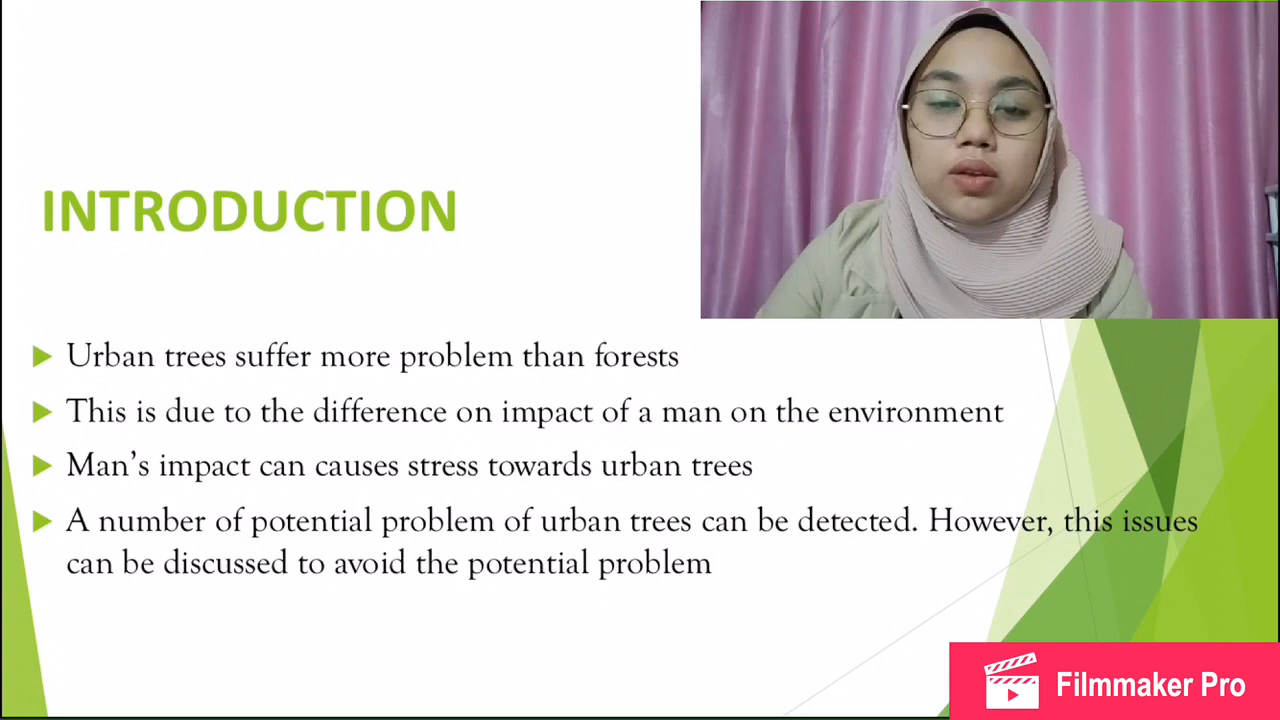 INTRODUCTION
Urban trees suffer more problem than forests
This is due to the difference on impact of a man on the environment
Man's impact can causes stress towards urban trees
A number of potential problem of urban trees can be detected. However, this issues
can be discussed to avoid the potential problem
Filmmaker Pro